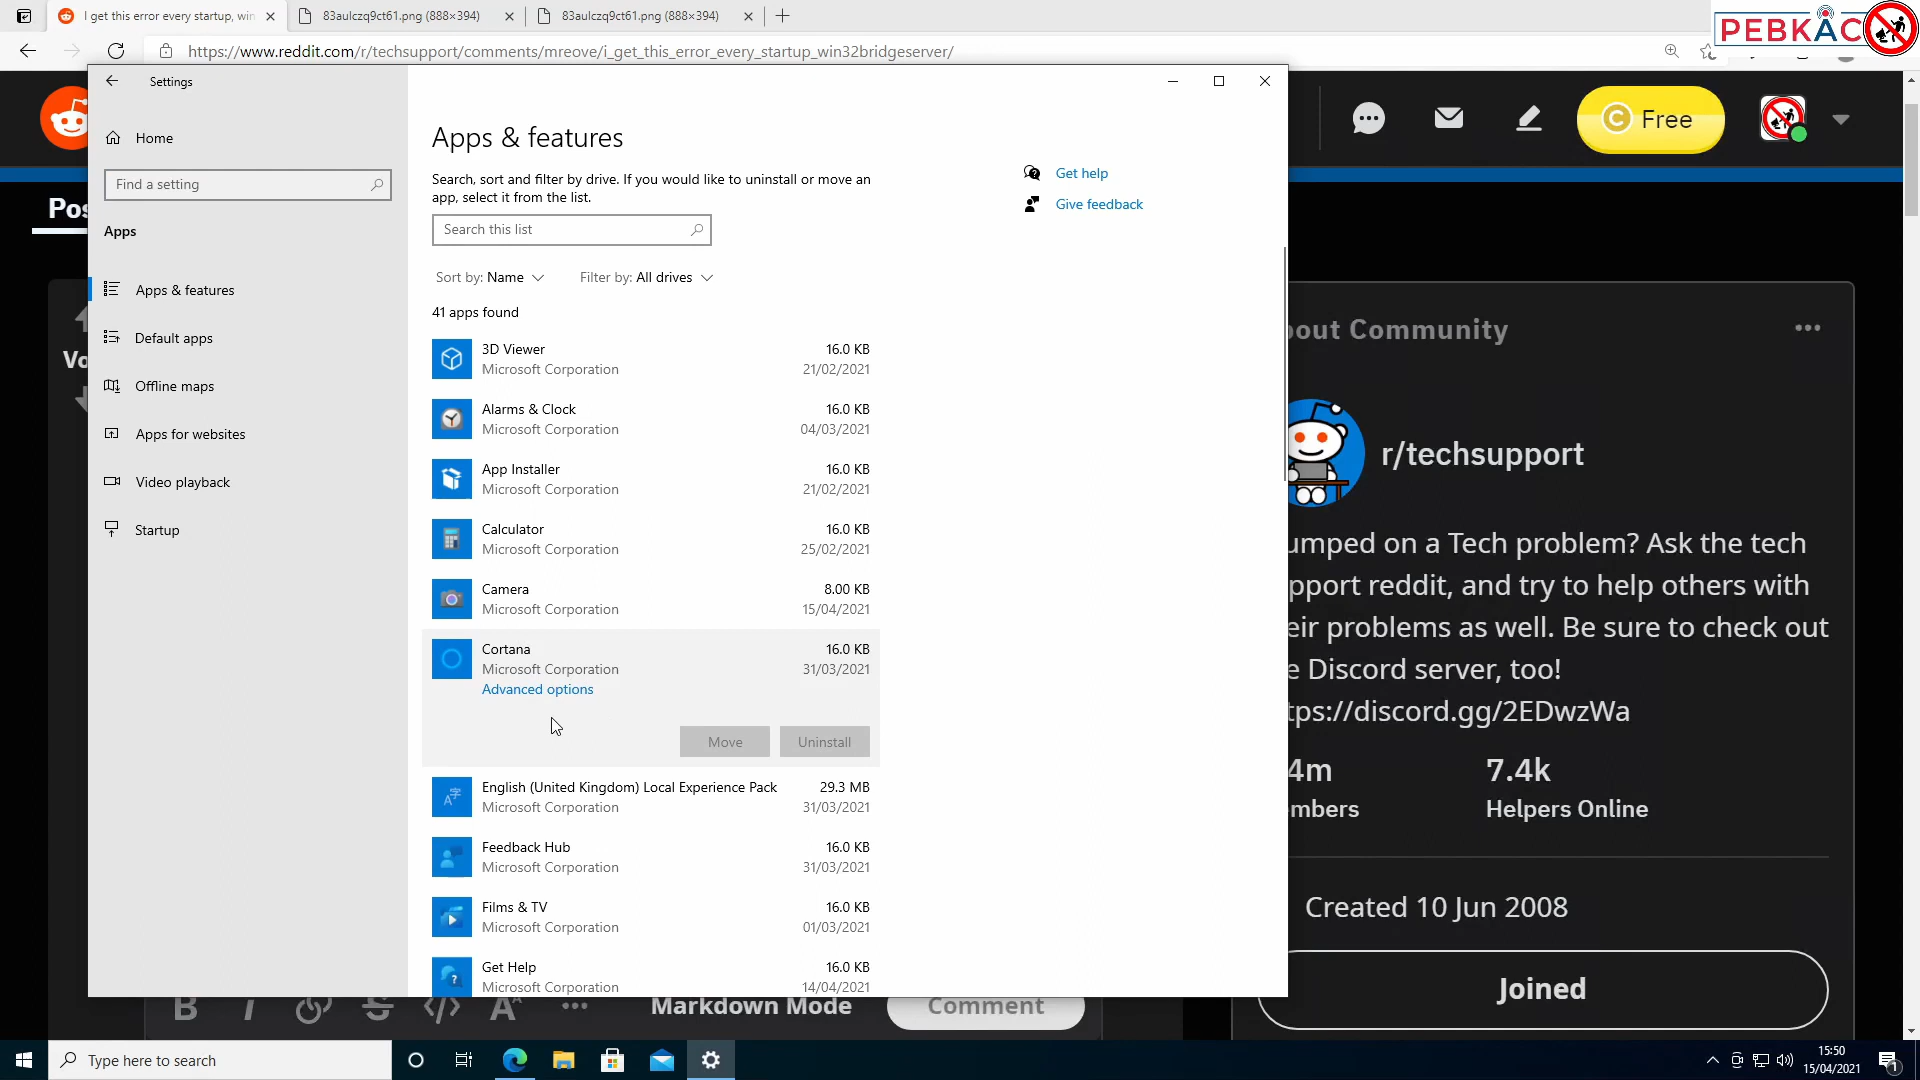 I get this error every startup, win
83aulczq9ct61.png (888×394)
83aulczq9ct61.png (888×394)
PEBKAC
https://www.reddit.com/r/techsupport/comments/mreove/i_get_this_error_every_startup_win32bridgeserver/
Settings
Home
Find a setting
Apps
Apps & features
Default apps
Offline maps
Apps for websites
Video playback
Startup
Apps & features
Search, sort and filter by drive. If you would like to uninstall or move an
app, select it from the list.
Search this list
Sort by: Name
Filter by: All drives
41 apps found
3D Viewer 16.0 KB
Microsoft Corporation 21/02/2021
Alarms & Clock 16.0 KB
Microsoft Corporation 04/03/2021
App Installer 16.0 KB
Microsoft Corporation 21/02/2021
Calculator 16.0 KB
Microsoft Corporation 25/02/2021
Camera 8.00 KB
Microsoft Corporation 15/04/2021
Cortana 16.0 KB
Microsoft Corporation 31/03/2021
Advanced options
Move Uninstall
English (United Kingdom) Local Experience Pack 29.3 MB
Microsoft Corporation 31/03/2021
Feedback Hub 16.0 KB
Microsoft Corporation 31/03/2021
Films & TV 16.0 KB
Microsoft Corporation 01/03/2021
Get Help 16.0 KB
Microsoft Corporation 14/04/2021
Get help
Give feedback
Free
Pos
Vo
bout Community
r/techsupport
umped on a Tech problem? Ask the tech
pport reddit, and try to help others with
eir problems as well. Be sure to check out
e Discord server, too!
tps://discord.gg/2EDwzWa
4m 7.4k
mbers Helpers Online
Created 10 Jun 2008
Joined
B i S </> A
Markdown Mode
Comment
Type here to search
15:50
15/04/2021
1